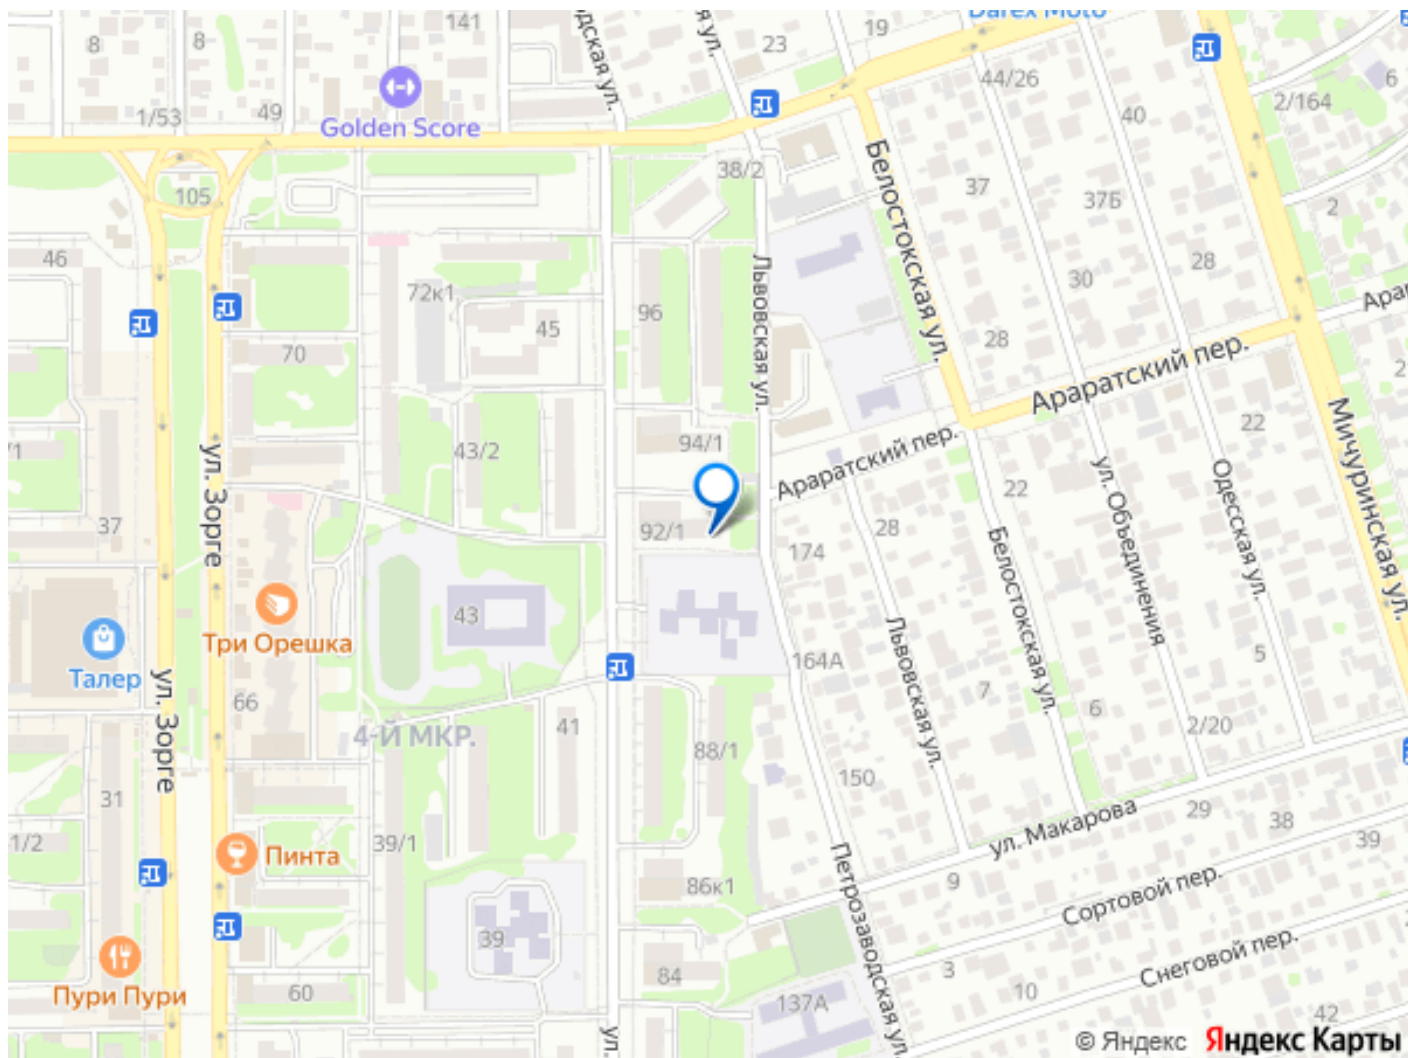 Darex Moto
141
8
8
1/53
49
Golden Score
дская ул.
я ул.
23
19
44/26
40
2/164
6
105
38/2
Белостокская ул.
37
37Б
2
46
72к1
45
96
Львовская ул.
30
28
Арар
28
70
Араратский пер.
43/2
94/1
Араратский пер.
22
2
Мичуринская ул.
/1
ул. Зорге
37
92/1
28
22
ул. Объединения
Одесская ул.
174
Белостокская ул.
Три Орешка
43
Талер
ул. Зорге
66
4-Й МКР.
41
164А
Львовская ул.
7
6
5
2/20
88/1
150
31
1/2
39/1
Пинта
86к1
ул. Макарова
29
38
39
9
Петрозаводская ул.
Сортовой пер.
39
84
3
10
Снеговой пер.
Пури Пури
60
137А
42
ул.
© Яндекс Яндекс Карты